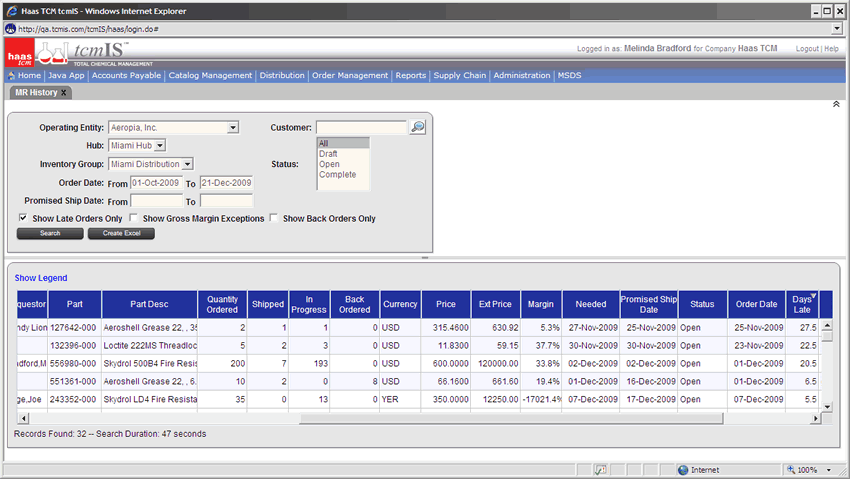 Haas TCM tcmIS - Windows Internet Explorer
http://qa.tcmis.com/tcmIS/haas/login.do#
haas tcm tcmIS™ TOTAL CHEMICAL MANAGEMENT
Logged in as: Melinda Bradford for Company Haas TCM Logout | Help
Home Java App Accounts Payable Catalog Management Distribution Order Management Reports Supply Chain Administration MSDS
MR History x
Operating Entity: Aeropia, Inc. Customer:
Hub: Miami Hub All
Draft
Inventory Group: Miami Distribution Status: Open
Complete
Order Date: From 01-Oct-2009 To 21-Dec-2009
Promised Ship Date: From To
Show Late Orders Only Show Gross Margin Exceptions Show Back Orders Only
Search Create Excel
Show Legend
questor Part Part Desc Quantity Ordered Shipped In Progress Back Ordered Currency Price Ext Price Margin Needed Promised Ship Date Status Order Date Days Late
ndy Lion 127642-000 Aeroshell Grease 22, , 35 2 1 1 0 USD 315.4600 630.92 5.3% 27-Nov-2009 25-Nov-2009 Open 25-Nov-2009 27.5
132396-000 Loctite 222MS Threadloc 5 2 3 0 USD 11.8300 59.15 37.7% 30-Nov-2009 30-Nov-2009 Open 23-Nov-2009 22.5
dford,M 556980-000 Skydrol 500B4 Fire Resis 200 7 193 0 USD 600.0000 120000.00 33.8% 02-Dec-2009 02-Dec-2009 Open 02-Dec-2009 20.5
551361-000 Aeroshell Grease 22, , 6. 10 2 0 8 USD 66.1600 661.60 19.4% 01-Dec-2009 16-Dec-2009 Open 01-Dec-2009 6.5
ge,Joe 243352-000 Skydrol LD4 Fire Resista 35 0 13 0 YER 350.0000 12250.00 -17021.4% 07-Dec-2009 17-Dec-2009 Open 07-Dec-2009 5.5
Records Found: 32 -- Search Duration: 47 seconds
Internet 100%